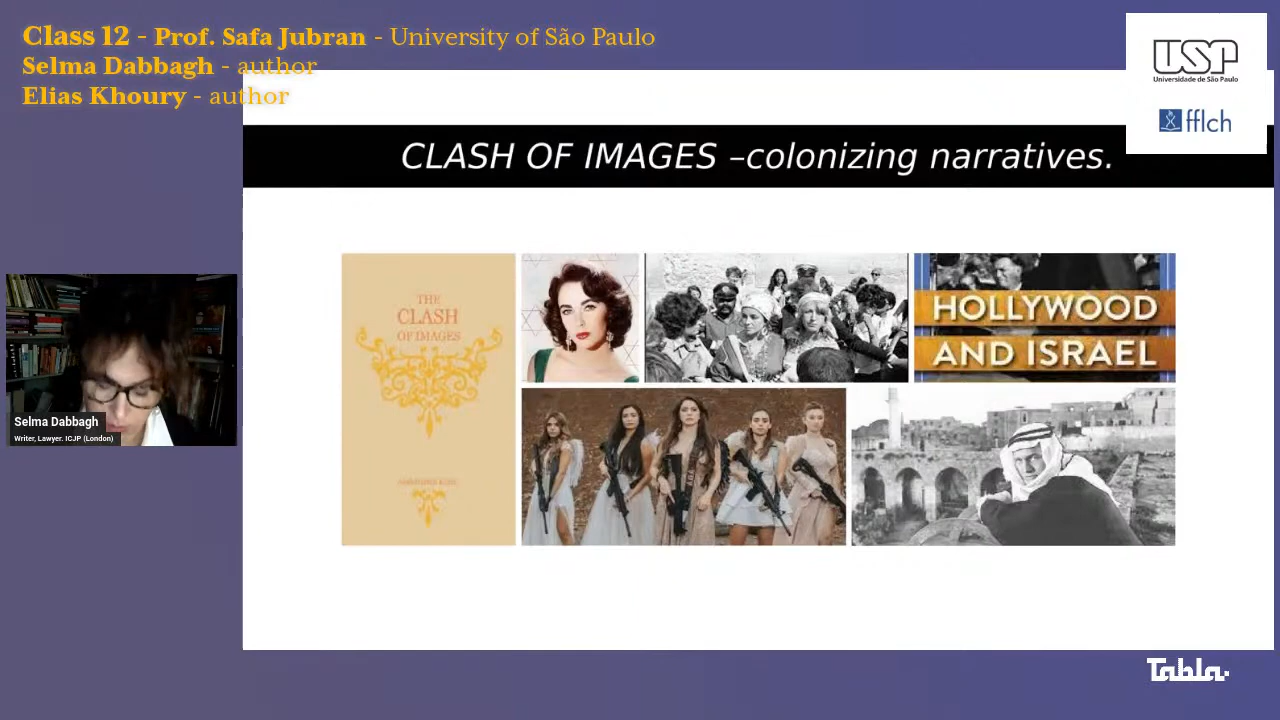 Class 12 - Prof. Safa Jubran - University of São Paulo
Selma Dabbagh - author
Elias Khoury - author
USP
Universidade de São Paulo
fflch
CLASH OF IMAGES –colonizing narratives.
THE
CLASH
OF IMAGES
HOLLYWOOD
AND ISRAEL
Selma Dabbagh
Writer, Lawyer. ICJP (London)
Tabla.